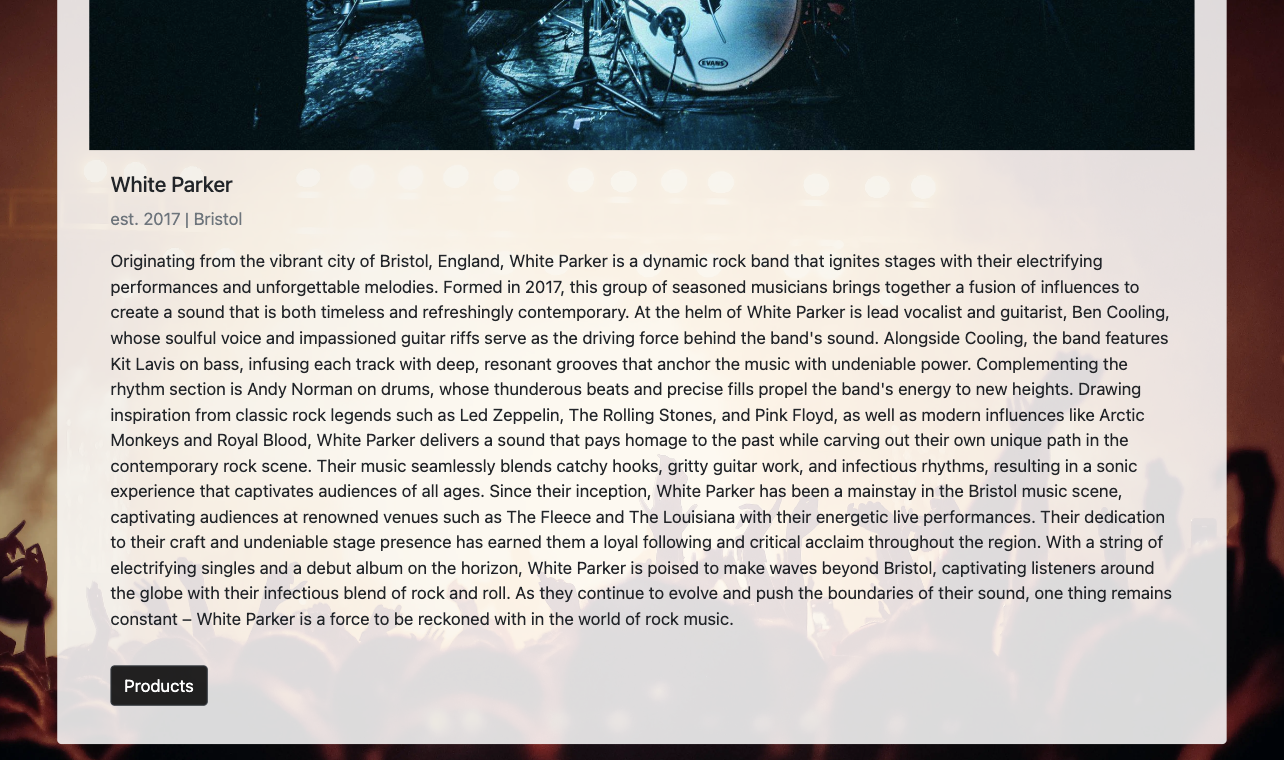 EVANS
White Parker
est. 2017 | Bristol
Originating from the vibrant city of Bristol, England, White Parker is a dynamic rock band that ignites stages with their electrifying
performances and unforgettable melodies. Formed in 2017, this group of seasoned musicians brings together a fusion of influences to
create a sound that is both timeless and refreshingly contemporary. At the helm of White Parker is lead vocalist and guitarist, Ben Cooling,
whose soulful voice and impassioned guitar riffs serve as the driving force behind the band's sound. Alongside Cooling, the band features
Kit Lavis on bass, infusing each track with deep, resonant grooves that anchor the music with undeniable power. Complementing the
rhythm section is Andy Norman on drums, whose thunderous beats and precise fills propel the band's energy to new heights. Drawing
inspiration from classic rock legends such as Led Zeppelin, The Rolling Stones, and Pink Floyd, as well as modern influences like Arctic
Monkeys and Royal Blood, White Parker delivers a sound that pays homage to the past while carving out their own unique path in the
contemporary rock scene. Their music seamlessly blends catchy hooks, gritty guitar work, and infectious rhythms, resulting in a sonic
experience that captivates audiences of all ages. Since their inception, White Parker has been a mainstay in the Bristol music scene,
captivating audiences at renowned venues such as The Fleece and The Louisiana with their energetic live performances. Their dedication
to their craft and undeniable stage presence has earned them a loyal following and critical acclaim throughout the region. With a string of
electrifying singles and a debut album on the horizon, White Parker is poised to make waves beyond Bristol, captivating listeners around
the globe with their infectious blend of rock and roll. As they continue to evolve and push the boundaries of their sound, one thing remains
constant – White Parker is a force to be reckoned with in the world of rock music.
Products